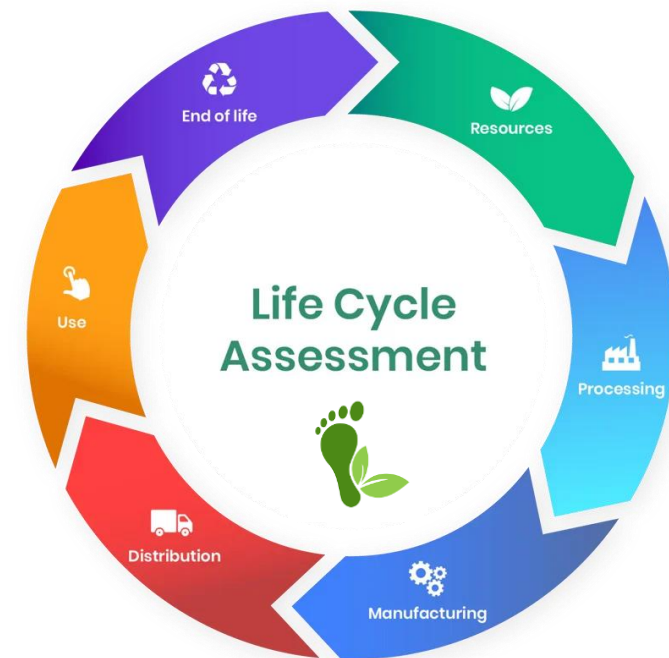 Life Cycle
Assessment
Resources
Processing
Manufacturing
Distribution
Use
End of life